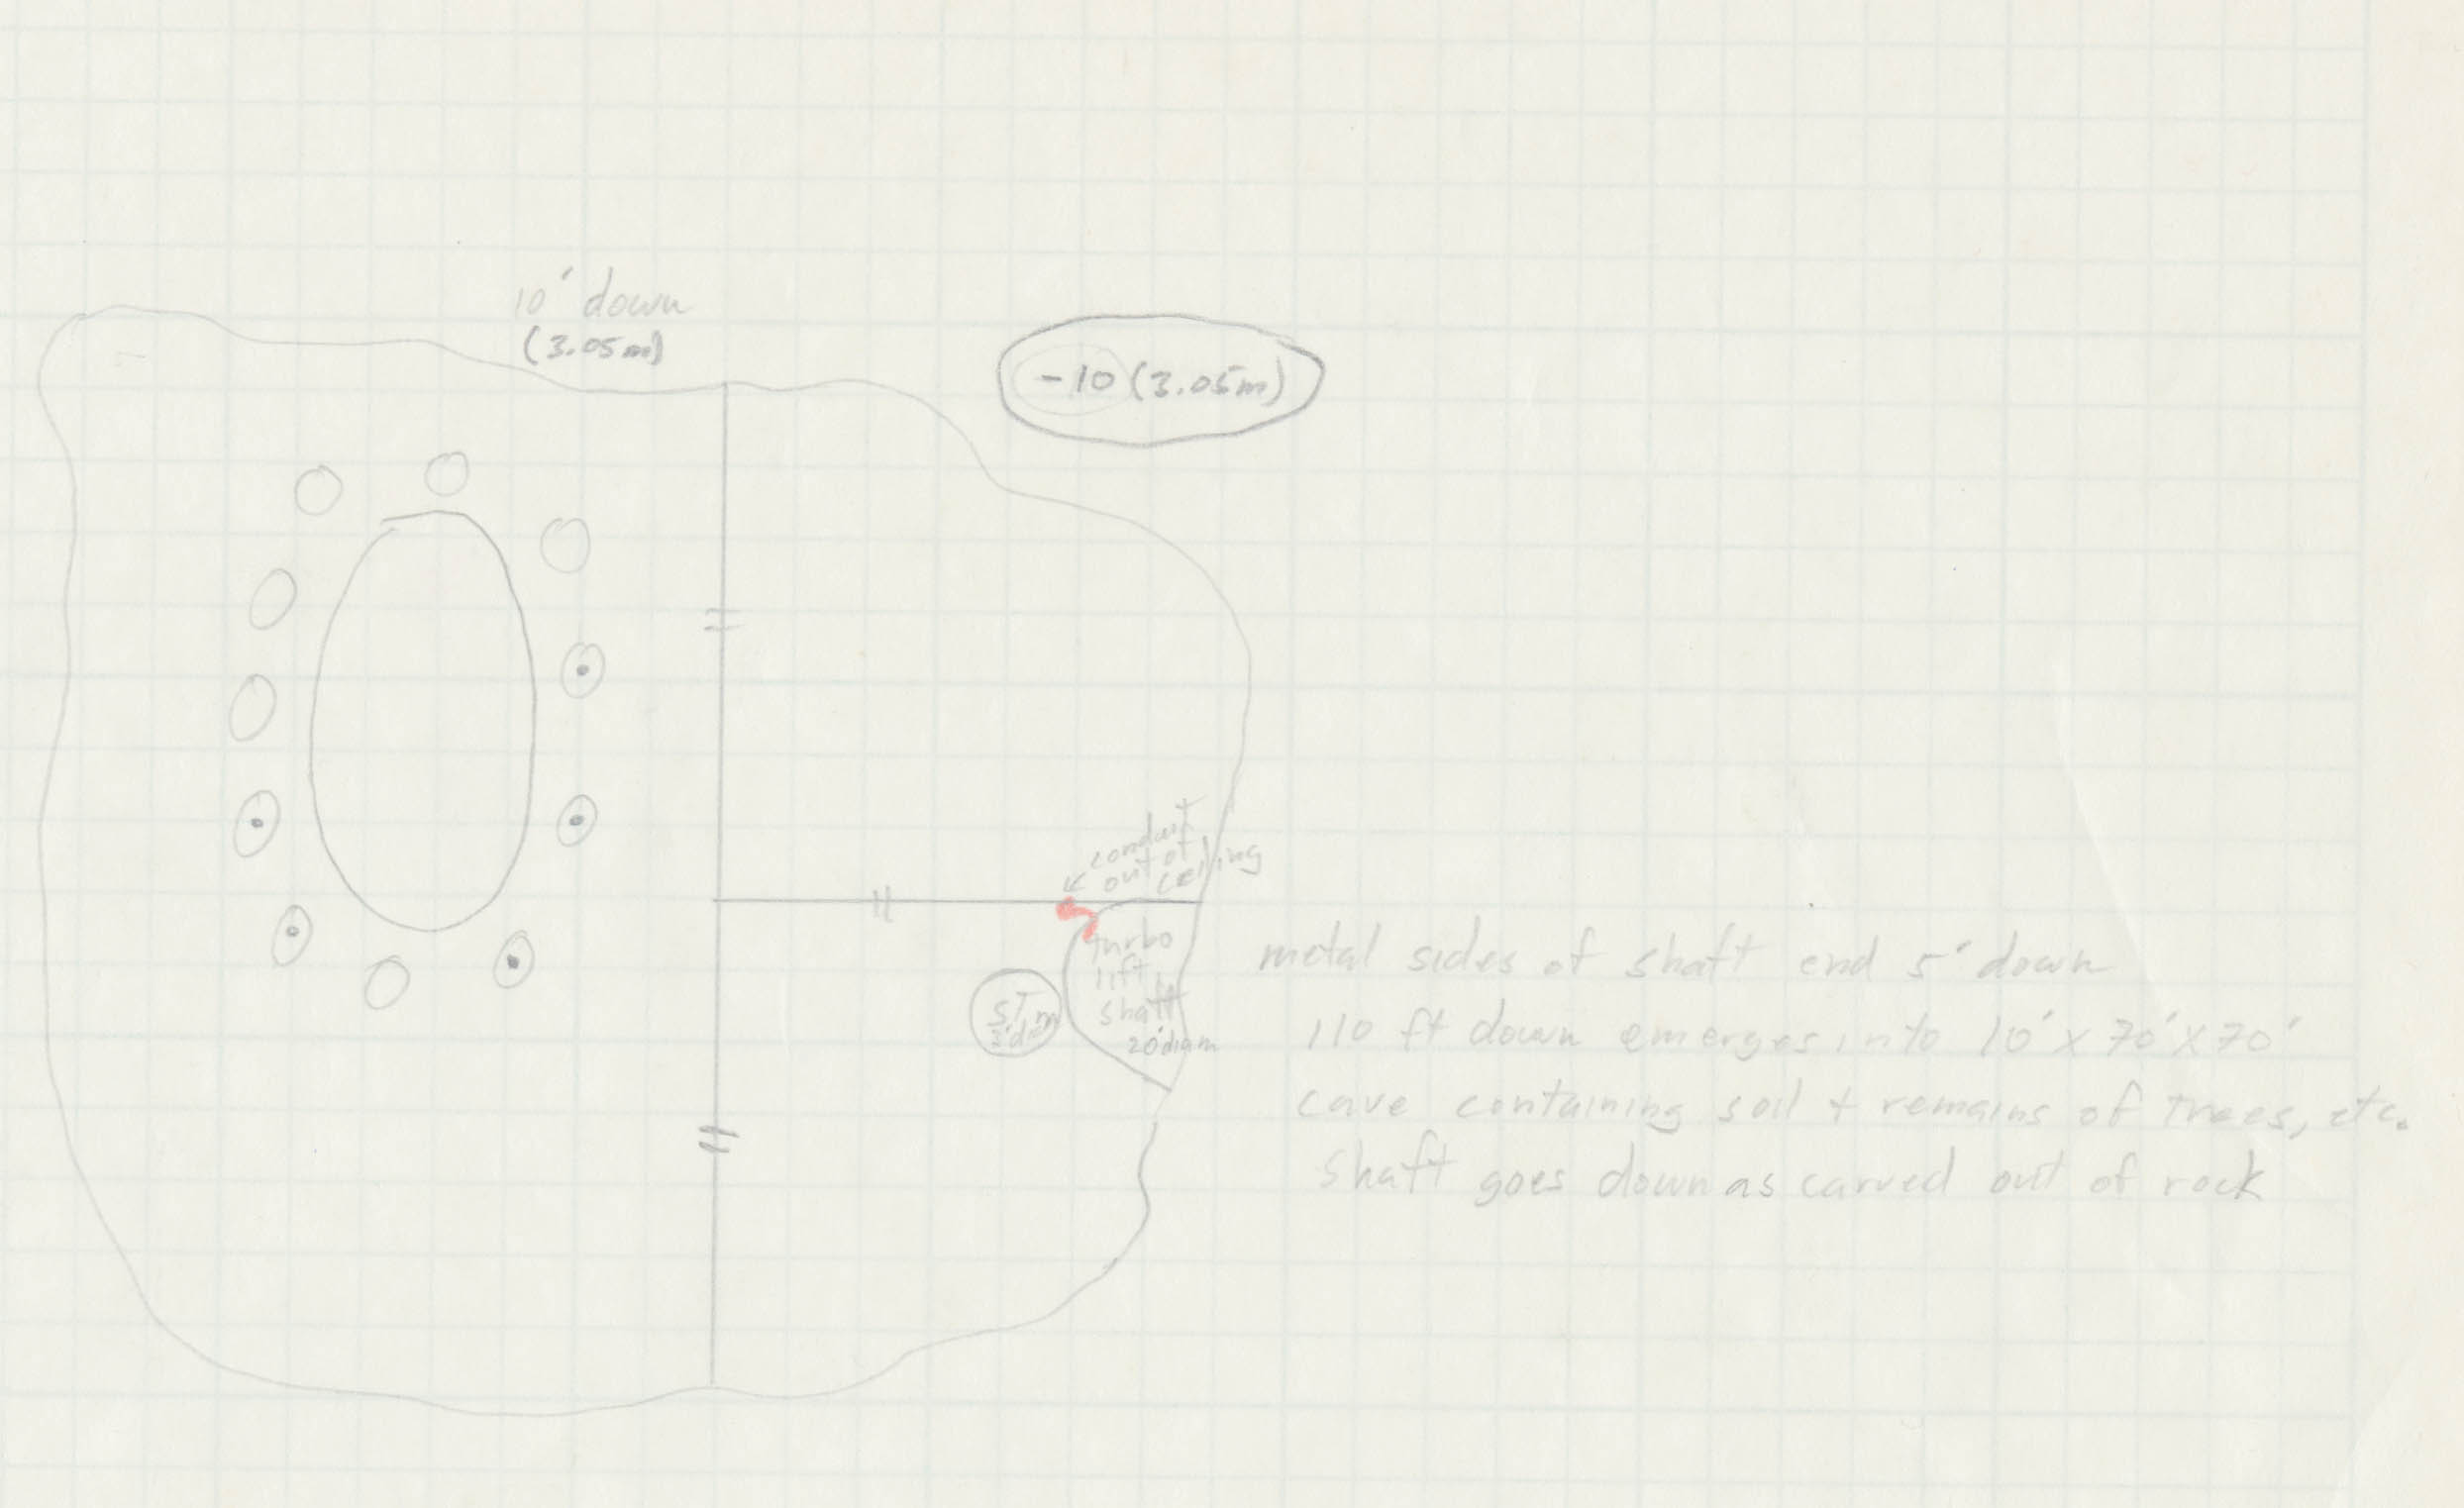 10' down
(3.05m)
-10 (3.05m)
conduit
out of
ceiling
turbo
lift
shaft
20'diam
ST
metal sides of shaft end 5' down
110 ft down emerges into 10' x 70' x 70'
cave containing soil + remains of trees, etc.
shaft goes down as carved out of rock